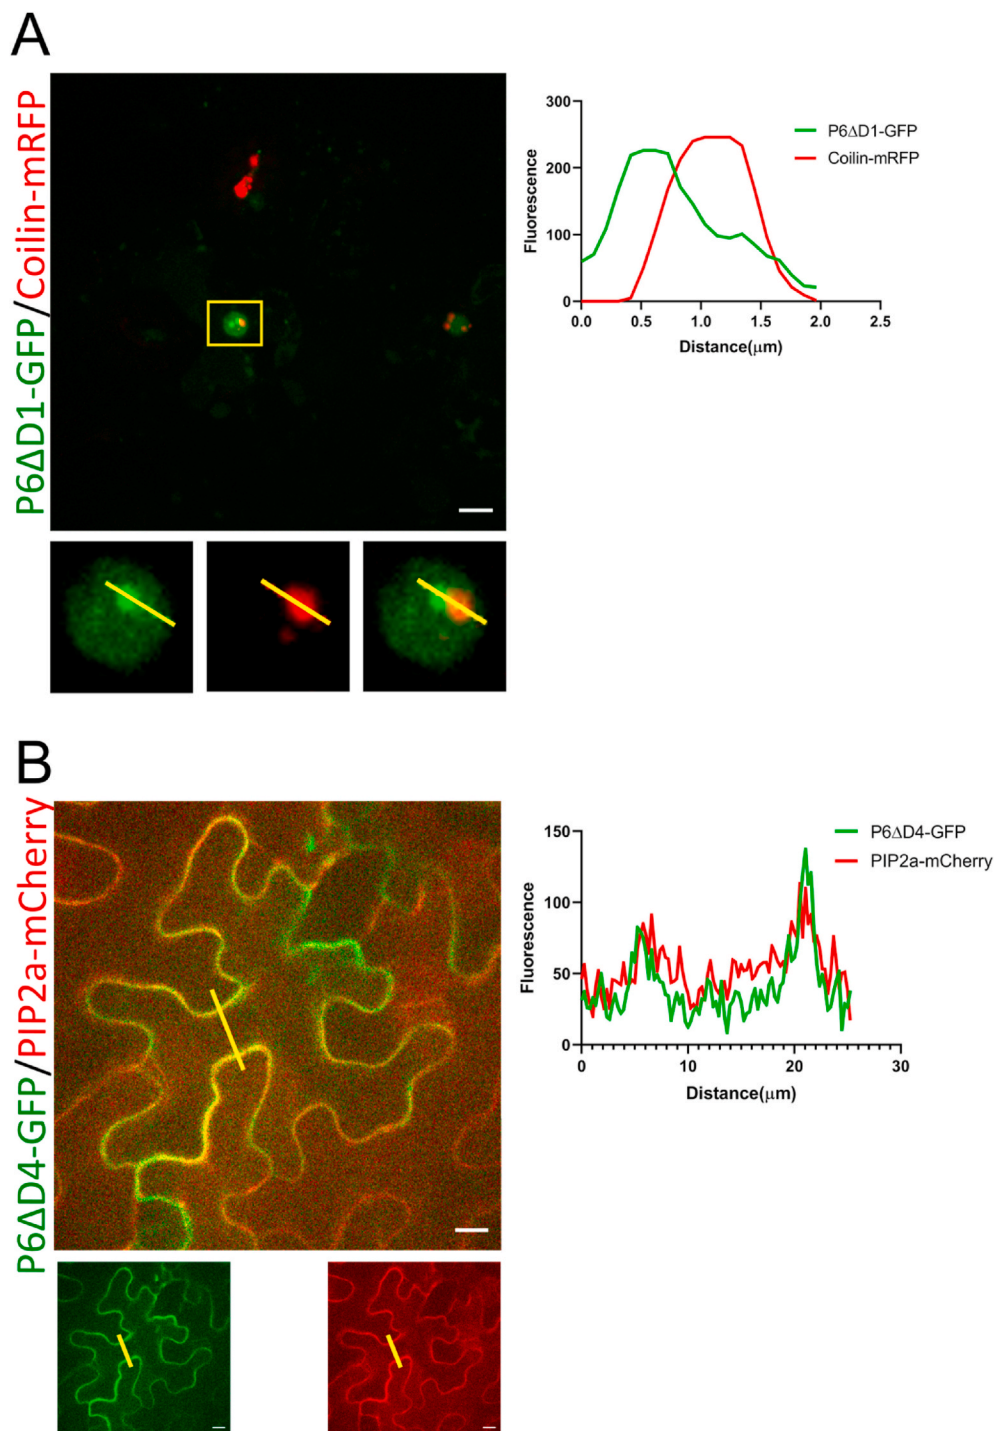 A
P6ΔD1-GFP/Coilin-mRFP
300
200
100
0
Fluorescence
0.0 0.5 1.0 1.5 2.0 2.5
Distance(μm)
P6ΔD1-GFP
Coilin-mRFP
B
P6ΔD4-GFP/PIP2a-mCherry
150
100
50
0
Fluorescence
0 10 20 30
Distance(μm)
P6ΔD4-GFP
PIP2a-mCherry